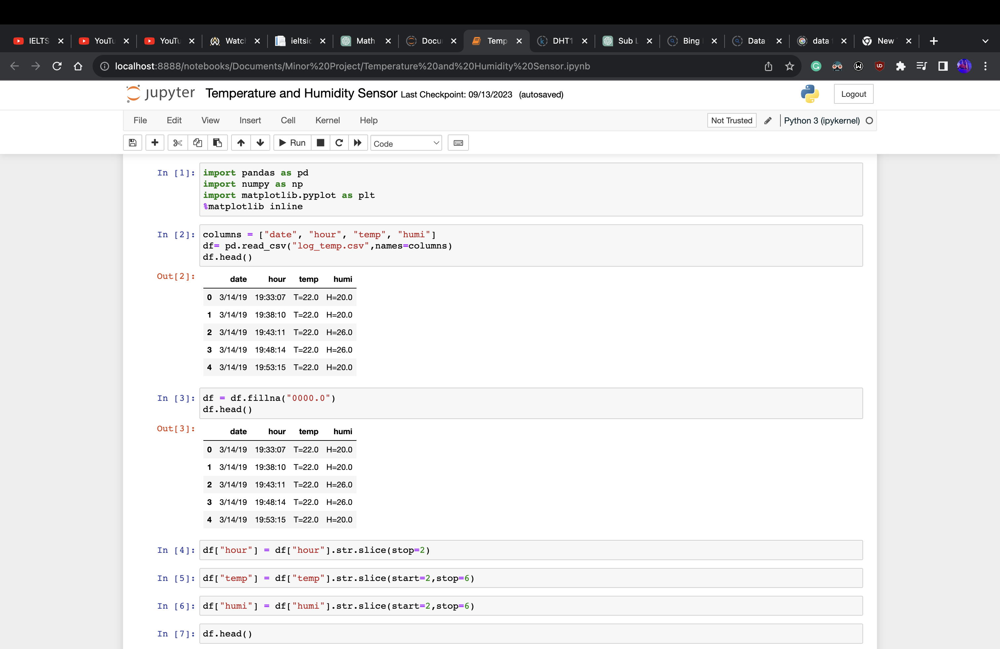 IELTS
YouTu
YouTu
Watcl
ieltsic
Math
Docu
Temp
DHT1
Sub L
Bing
Data
data
New
localhost:8888/notebooks/Documents/Minor%20Project/Temperature%20and%20Humidity%20Sensor.ipynb
jupyter Temperature and Humidity Sensor Last Checkpoint: 09/13/2023 (autosaved)
Logout
File Edit View Insert Cell Kernel Help
Not Trusted
Python 3 (ipykernel)
Run
Code
In [1]:
import pandas as pd
import numpy as np
import matplotlib.pyplot as plt
%matplotlib inline
In [2]:
columns = ["date", "hour", "temp", "humi"]
df= pd.read_csv("log_temp.csv",names=columns)
df.head()
Out[2]:
date hour temp humi
0 3/14/19 19:33:07 T=22.0 H=20.0
1 3/14/19 19:38:10 T=22.0 H=20.0
2 3/14/19 19:43:11 T=22.0 H=26.0
3 3/14/19 19:48:14 T=22.0 H=26.0
4 3/14/19 19:53:15 T=22.0 H=20.0
In [3]:
df = df.fillna("0000.0")
df.head()
Out[3]:
date hour temp humi
0 3/14/19 19:33:07 T=22.0 H=20.0
1 3/14/19 19:38:10 T=22.0 H=20.0
2 3/14/19 19:43:11 T=22.0 H=26.0
3 3/14/19 19:48:14 T=22.0 H=26.0
4 3/14/19 19:53:15 T=22.0 H=20.0
In [4]: df["hour"] = df["hour"].str.slice(stop=2)
In [5]: df["temp"] = df["temp"].str.slice(start=2,stop=6)
In [6]: df["humi"] = df["humi"].str.slice(start=2,stop=6)
In [7]: df.head()